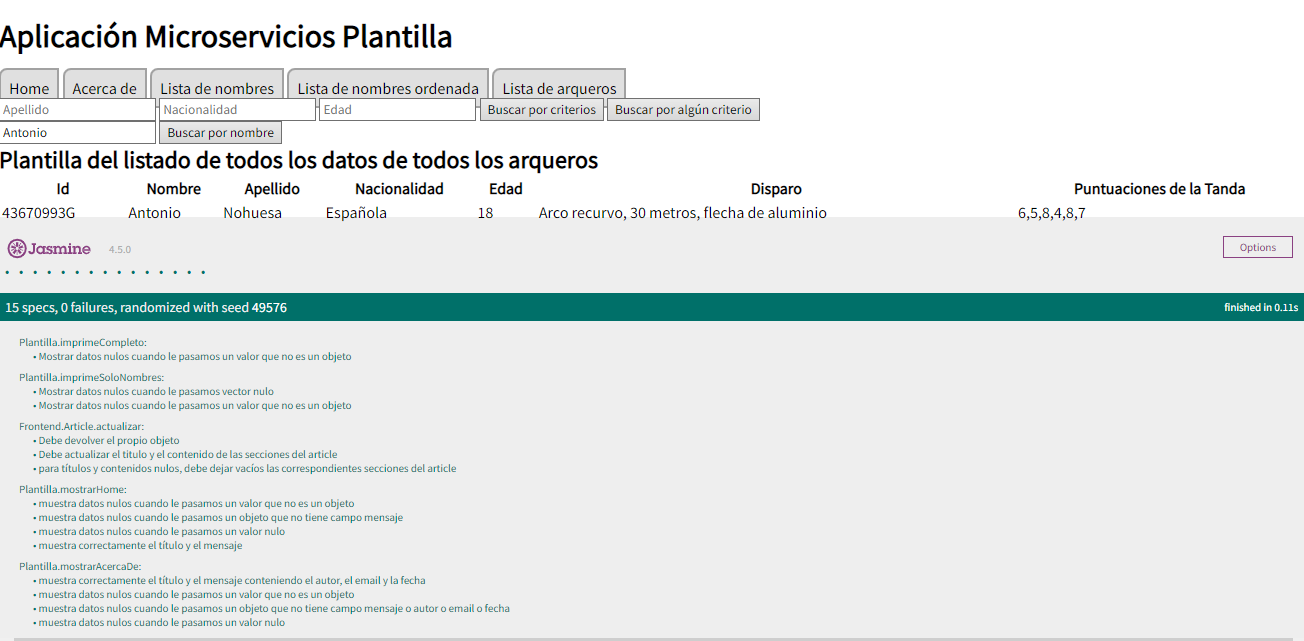 Aplicación Microservicios Plantilla
Home Acerca de Lista de nombres Lista de nombres ordenada Lista de arqueros
Apellido Nacionalidad Edad Buscar por criterios Buscar por algún criterio
Antonio Buscar por nombre
Plantilla del listado de todos los datos de todos los arqueros
Id Nombre Apellido Nacionalidad Edad Disparo Puntuaciones de la Tanda
43670993G Antonio Nohuesa Española 18 Arco recurvo, 30 metros, flecha de aluminio 6,5,8,4,8,7
Jasmine 4.5.0 Options
• • • • • • • • • • • • • • •
15 specs, 0 failures, randomized with seed 49576 finished in 0.11s
Plantilla.imprimeCompleto:
• Mostrar datos nulos cuando le pasamos un valor que no es un objeto
Plantilla.imprimeSoloNombres:
• Mostrar datos nulos cuando le pasamos vector nulo
• Mostrar datos nulos cuando le pasamos un valor que no es un objeto
Frontend.Article.actualizar:
• Debe devolver el propio objeto
• Debe actualizar el título y el contenido de las secciones del article
• para títulos y contenidos nulos, debe dejar vacíos las correspondientes secciones del article
Plantilla.mostrarHome:
• muestra datos nulos cuando le pasamos un valor que no es un objeto
• muestra datos nulos cuando le pasamos un objeto que no tiene campo mensaje
• muestra datos nulos cuando le pasamos un valor nulo
• muestra correctamente el título y el mensaje
Plantilla.mostrarAcercaDe:
• muestra correctamente el título y el mensaje conteniendo el autor, el email y la fecha
• muestra datos nulos cuando le pasamos un valor que no es un objeto
• muestra datos nulos cuando le pasamos un objeto que no tiene campo mensaje o autor o email o fecha
• muestra datos nulos cuando le pasamos un valor nulo